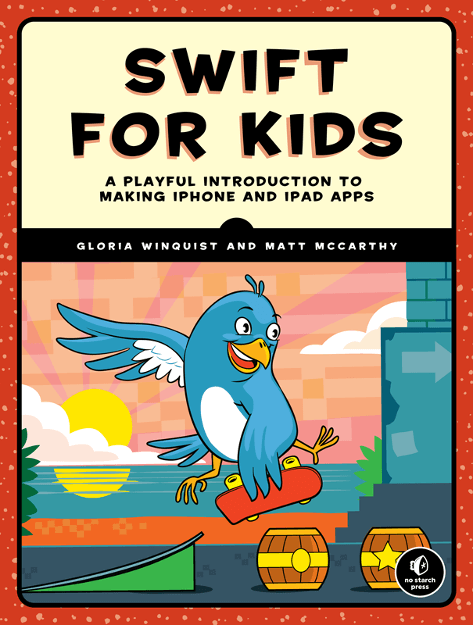 SWIFT
FOR KIDS
A PLAYFUL INTRODUCTION TO
MAKING IPHONE AND IPAD APPS
GLORIA WINQUIST AND MATT MCCARTHY
no starch
press